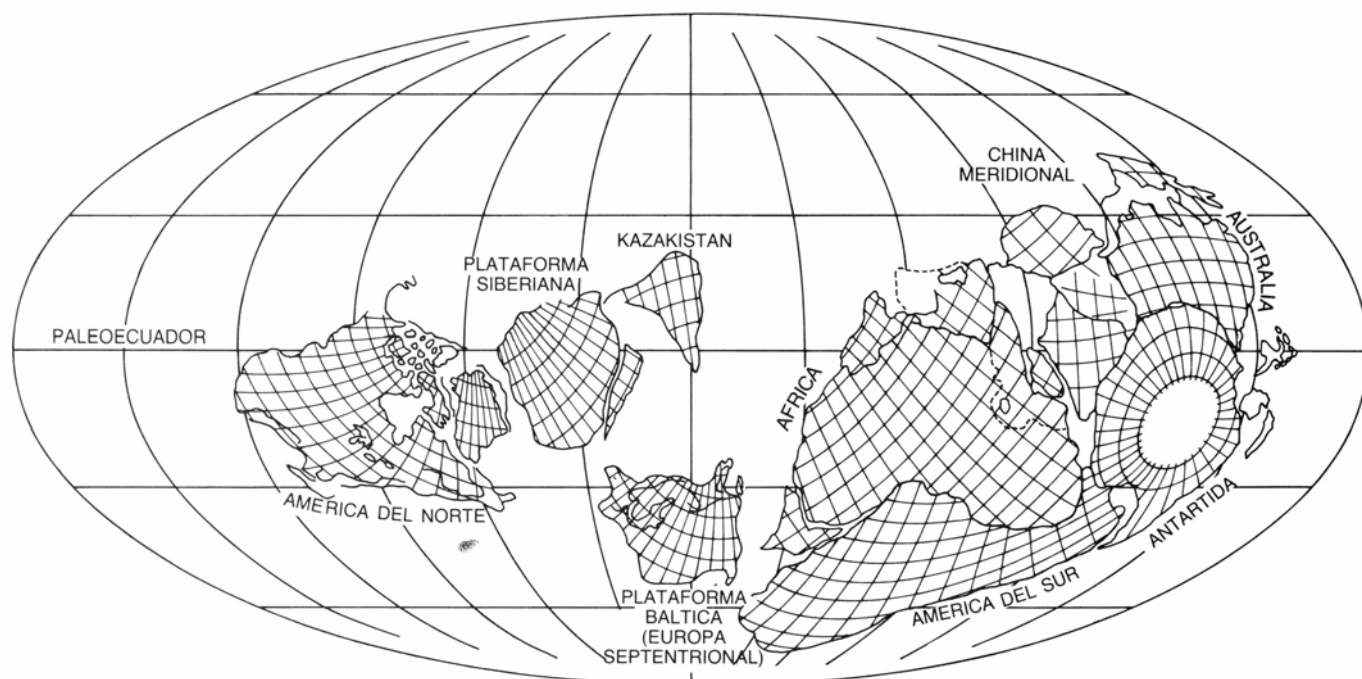 CHINA
MERIDIONAL
AUSTRALIA
KAZAKISTAN
PLATAFORMA
SIBERIANA
PALEOECUADOR
AFRICA
AMERICA DEL NORTE
ANTARTIDA
AMERICA DEL SUR
PLATAFORMA
BALTICA
(EUROPA
SEPTENTRIONAL)